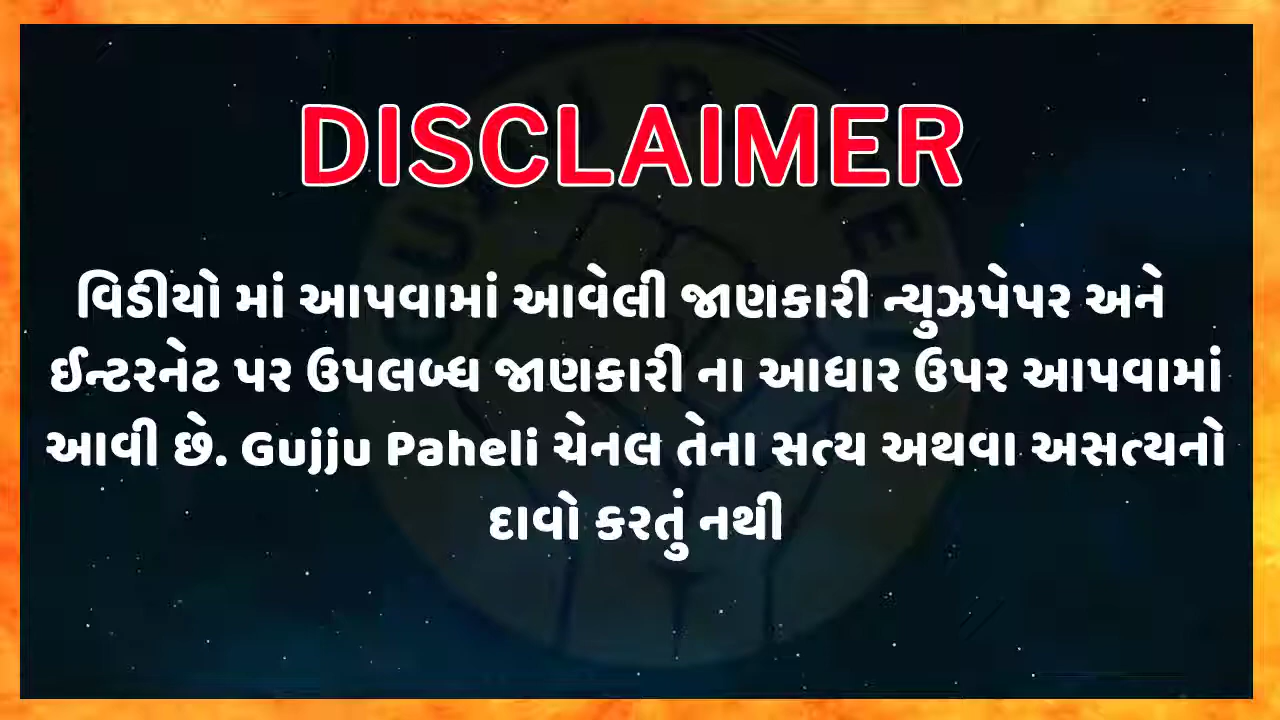 DISCLAIMER
વિડીયો માં આપવામાં આવેલી જાણકારી ન્યુઝપેપર અને
ઈન્ટરનેટ પર ઉપલબ્ધ જાણકારી ના આધાર ઉપર આપવામાં
આવી છે. Gujju Paheli ચેનલ તેના સત્ય અથવા અસત્યનો
દાવો કરતું નથી